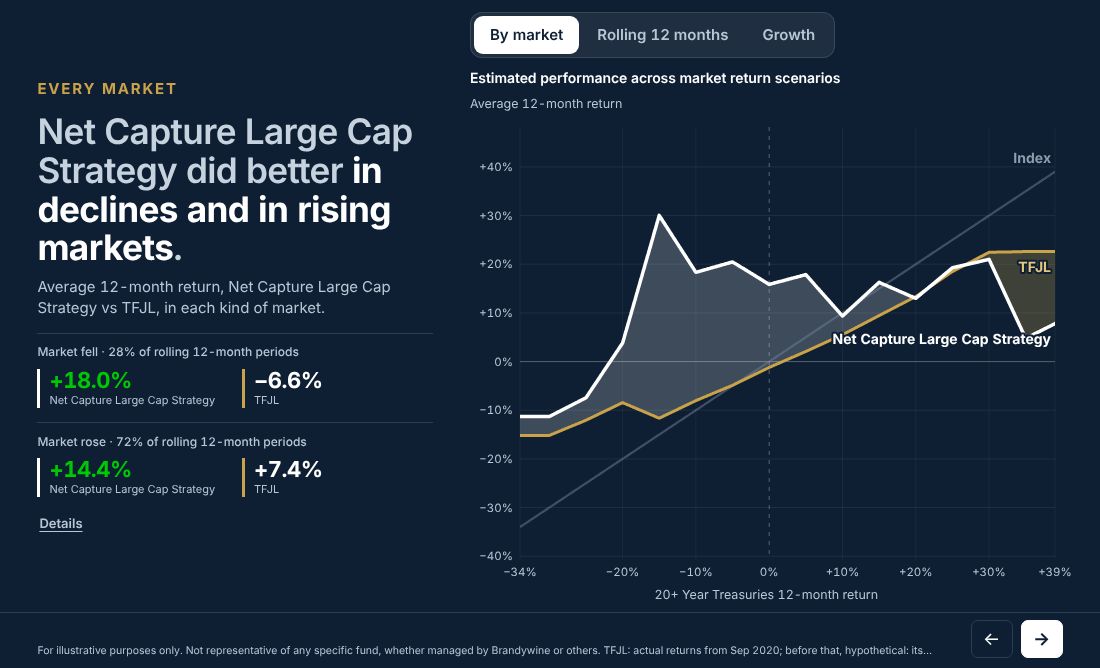 By market
Rolling 12 months
Growth
EVERY MARKET
Net Capture Large Cap
Strategy did better in
declines and in rising
markets.
Average 12-month return, Net Capture Large Cap
Strategy vs TFJL, in each kind of market.
Market fell · 28% of rolling 12-month periods
+18.0%
Net Capture Large Cap Strategy
−6.6%
TFJL
Market rose · 72% of rolling 12-month periods
+14.4%
Net Capture Large Cap Strategy
+7.4%
TFJL
Details
Estimated performance across market return scenarios
Average 12-month return
+40%
+30%
+20%
+10%
0%
−10%
−20%
−30%
−40%
Index
TFJL
Net Capture Large Cap Strategy
−34%
−20%
−10%
0%
+10%
+20%
+30%
+39%
20+ Year Treasuries 12-month return
For illustrative purposes only. Not representative of any specific fund, whether managed by Brandywine or others. TFJL: actual returns from Sep 2020; before that, hypothetical: its...